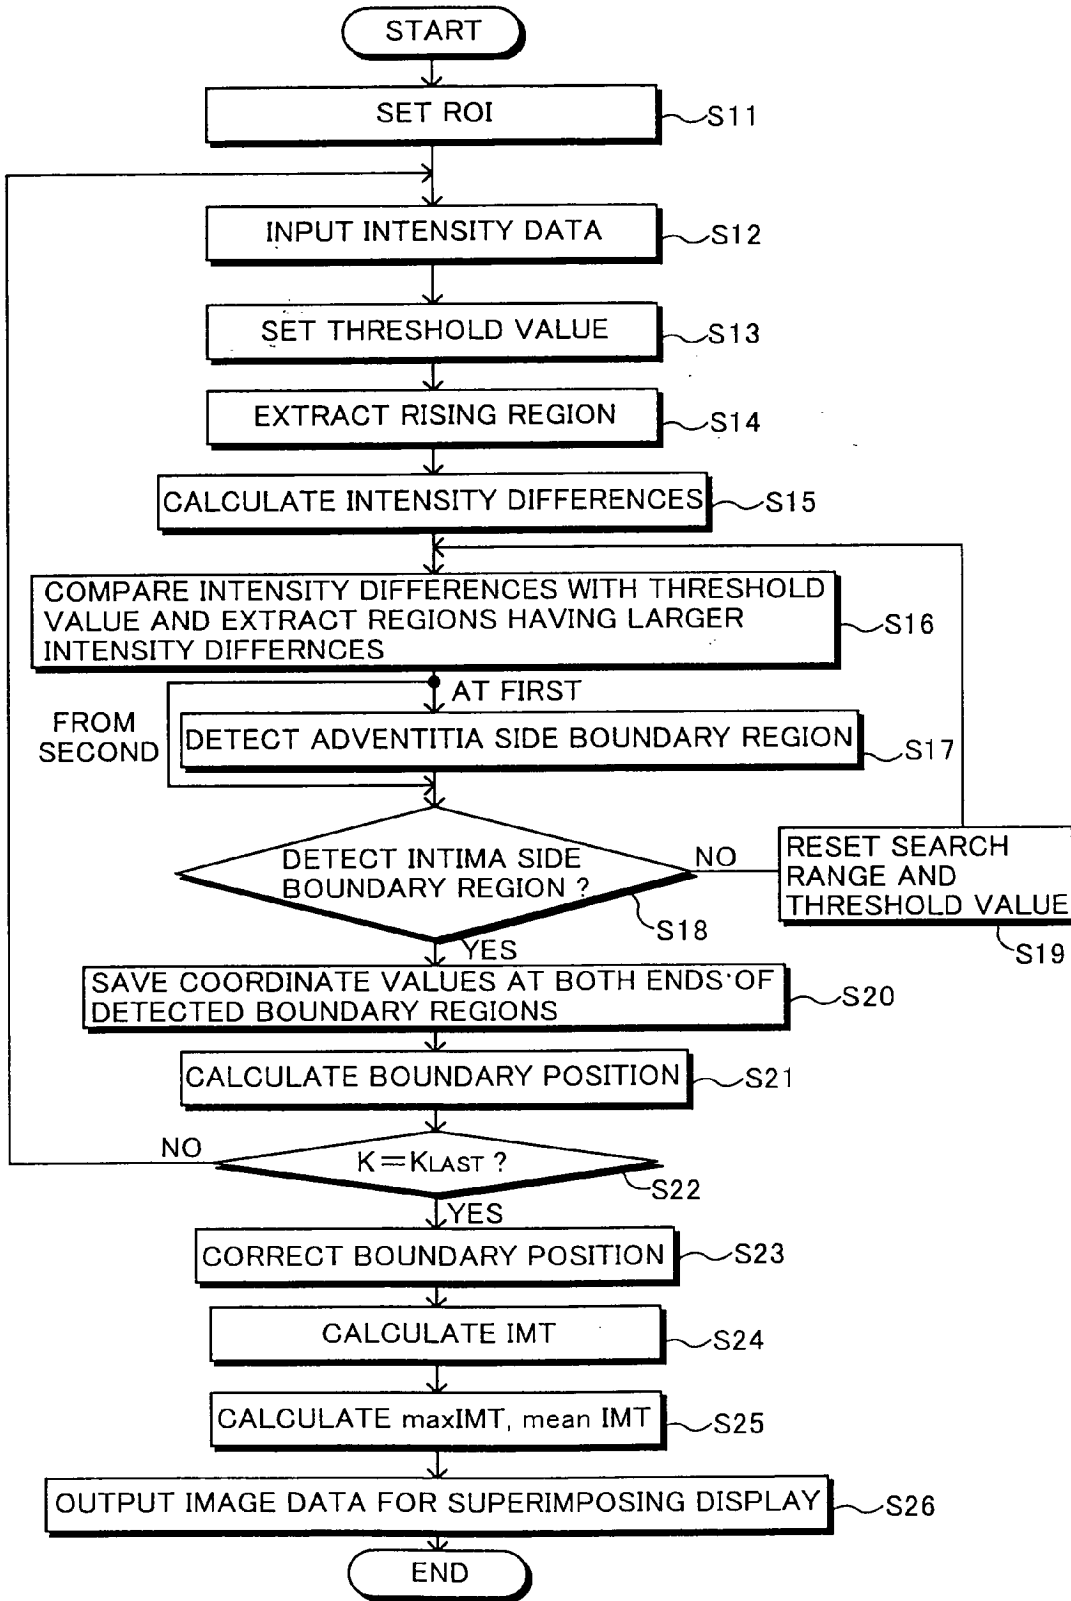 START
SET ROI
S11
INPUT INTENSITY DATA
S12
SET THRESHOLD VALUE
S13
EXTRACT RISING REGION
S14
CALCULATE INTENSITY DIFFERENCES
S15
COMPARE INTENSITY DIFFERENCES WITH THRESHOLD
VALUE AND EXTRACT REGIONS HAVING LARGER
INTENSITY DIFFERNCES
S16
AT FIRST
FROM
SECOND
DETECT ADVENTITIA SIDE BOUNDARY REGION
S17
DETECT INTIMA SIDE
BOUNDARY REGION ?
S18
NO
RESET SEARCH
RANGE AND
THRESHOLD VALUE
S19
YES
SAVE COORDINATE VALUES AT BOTH ENDS OF
DETECTED BOUNDARY REGIONS
S20
CALCULATE BOUNDARY POSITION
S21
NO
K=KLAST ?
S22
YES
CORRECT BOUNDARY POSITION
S23
CALCULATE IMT
S24
CALCULATE maxIMT, mean IMT
S25
OUTPUT IMAGE DATA FOR SUPERIMPOSING DISPLAY
S26
END